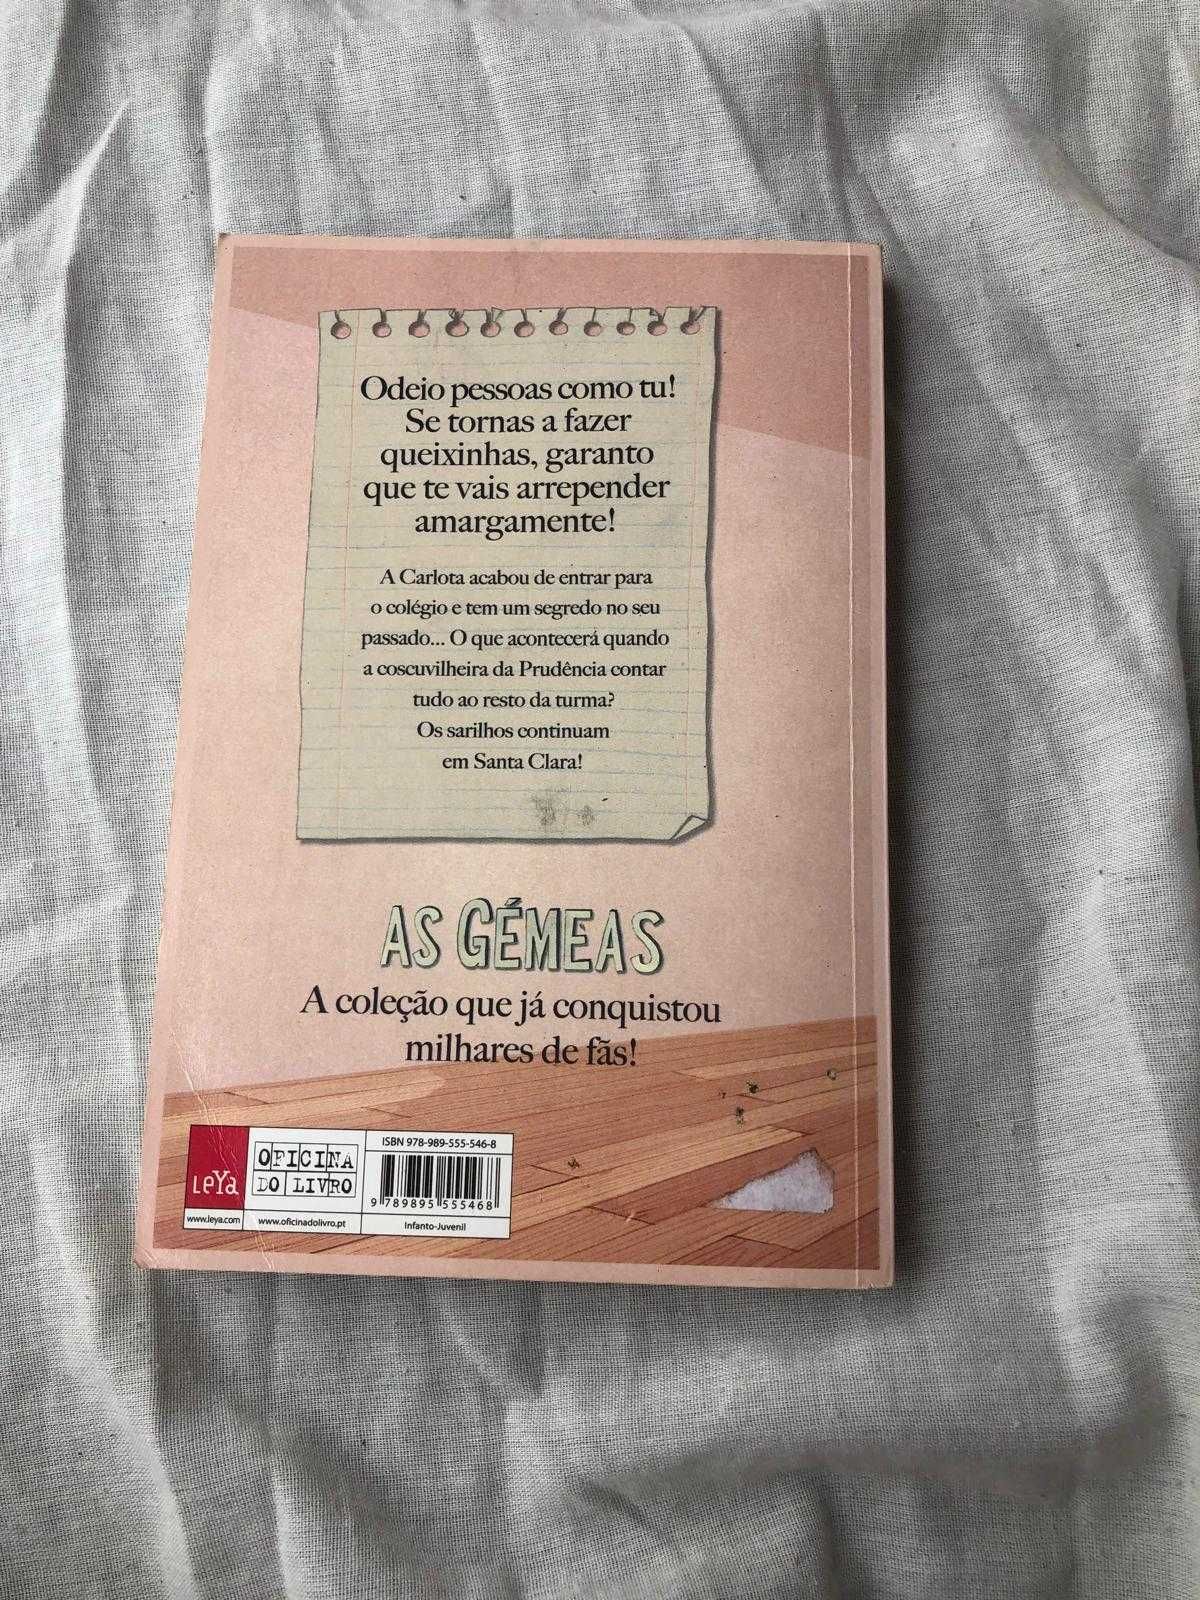 Odeio pessoas como tu!
Se tornas a fazer
queixinhas, garanto
que te vais arrepender
amargamente!
A Carlota acabou de entrar para
o colégio e tem um segredo no seu
passado... O que acontecerá quando
a coscuvilheira da Prudência contar
tudo ao resto da turma?
Os sarilhos continuam
em Santa Clara!
AS GÉMEAS
A coleção que já conquistou
milhares de fãs!
LeYa
www.leya.com
OFICINA
DO LIVRO
www.oficinadolivro.pt
ISBN 978-989-555-546-8
9 789895 555468
Infanto-Juvenil